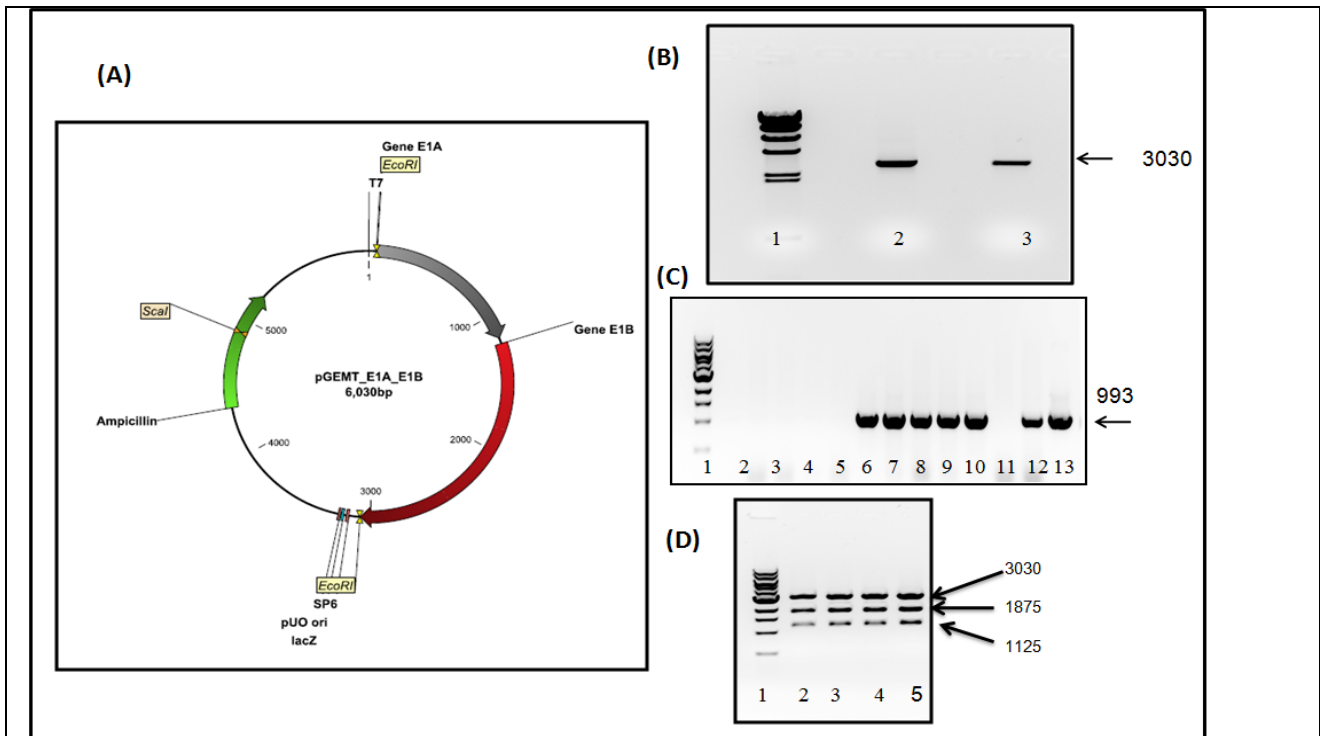 (A)
Gene E1A
EcoRI
T7
1
1000
Gene E1B
ScaI
5000
pGEMT_E1A_E1B
6,030bp
Ampicillin
4000
2000
3000
EcoRI
SP6
pUO ori
lacZ
(B)
3030
1 2 3
(C)
993
1 2 3 4 5 6 7 8 9 10 11 12 13
(D)
3030
1875
1125
1 2 3 4 5